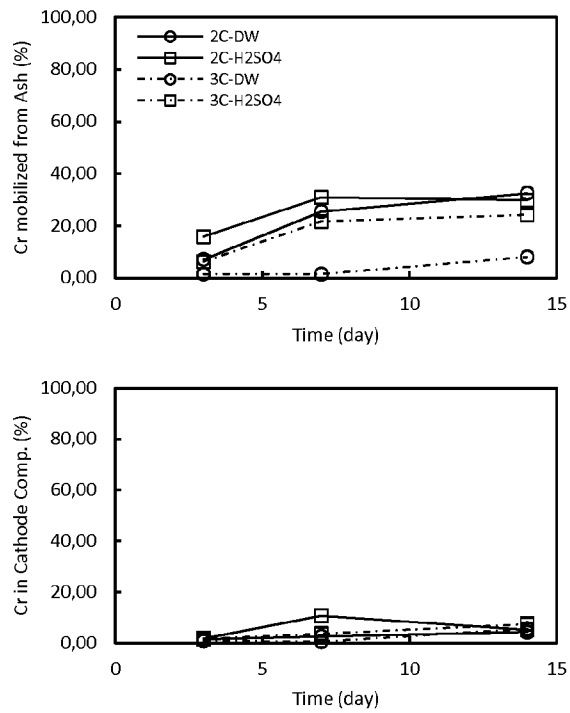 100,00
80,00
60,00
40,00
20,00
0,00
Cr mobilized from Ash (%)
2C-DW
2C-H2SO4
3C-DW
3C-H2SO4
0 5 10 15
Time (day)
100,00
80,00
60,00
40,00
20,00
0,00
Cr in Cathode Comp. (%)
0 5 10 15
Time (day)